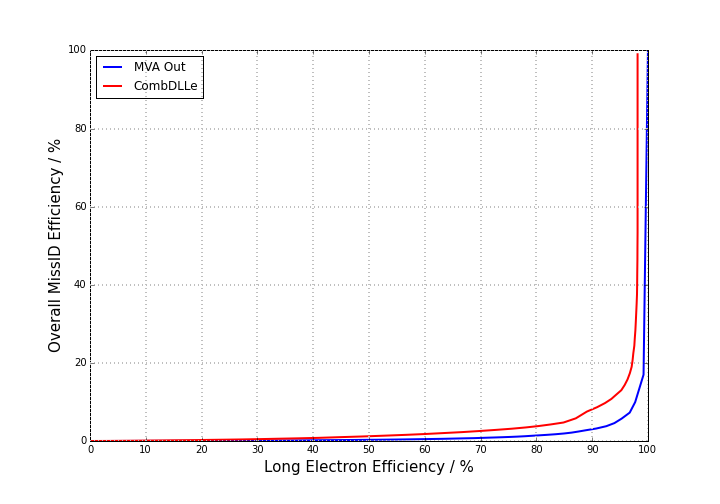 100
80
60
40
20
0
MVA Out
CombDLLe
Overall MissID Efficiency / %
0 10 20 30 40 50 60 70 80 90 100
Long Electron Efficiency / %